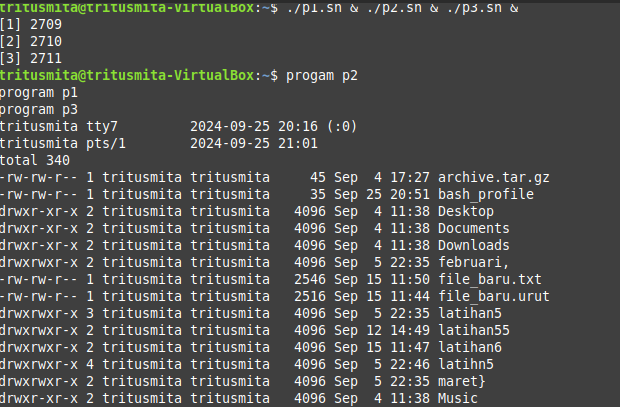 tritusmita@tritusmita-VirtualBox:~$ ./p1.sh & ./p2.sh & ./p3.sh &
[1] 2709
[2] 2710
[3] 2711
tritusmita@tritusmita-VirtualBox:~$ progam p2
program p1
program p3
tritusmita tty7         2024-09-25 20:16 (:0)
tritusmita pts/1        2024-09-25 21:01
total 340
-rw-rw-r-- 1 tritusmita tritusmita     45 Sep  4 17:27 archive.tar.gz
-rw-rw-r-- 1 tritusmita tritusmita     35 Sep 25 20:51 bash_profile
drwxr-xr-x 2 tritusmita tritusmita   4096 Sep  4 11:38 Desktop
drwxr-xr-x 2 tritusmita tritusmita   4096 Sep  4 11:38 Documents
drwxr-xr-x 2 tritusmita tritusmita   4096 Sep  4 11:38 Downloads
drwxrwxr-x 2 tritusmita tritusmita   4096 Sep  5 22:35 februari,
-rw-rw-r-- 1 tritusmita tritusmita   2546 Sep 15 11:50 file_baru.txt
-rw-rw-r-- 1 tritusmita tritusmita   2516 Sep 15 11:44 file_baru.urut
drwxrwxr-x 3 tritusmita tritusmita   4096 Sep  5 22:35 latihan5
drwxrwxr-x 2 tritusmita tritusmita   4096 Sep 12 14:49 latihan55
drwxrwxr-x 2 tritusmita tritusmita   4096 Sep 15 11:47 latihan6
drwxrwxr-x 4 tritusmita tritusmita   4096 Sep  5 22:46 latihn5
drwxrwxr-x 2 tritusmita tritusmita   4096 Sep  5 22:35 maret}
drwxr-xr-x 2 tritusmita tritusmita   4096 Sep  4 11:38 Music